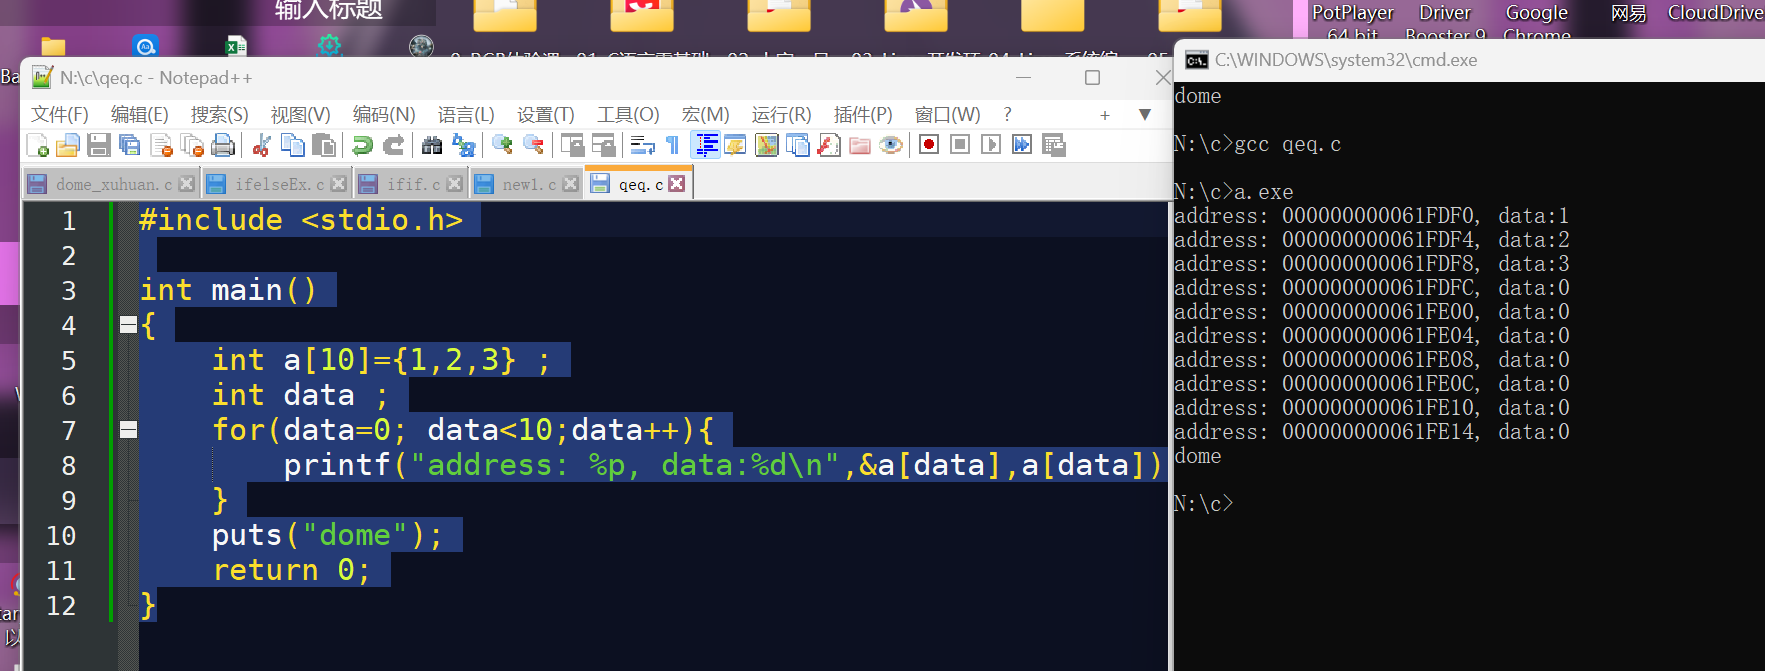 输入标题
PotPlayer Driver Google 网易 CloudDrive
64 bit Booster 9 Chrome
Ba
N:\c\qeq.c - Notepad++
C:\WINDOWS\system32\cmd.exe
文件(F) 编辑(E) 搜索(S) 视图(V) 编码(N) 语言(L) 设置(T) 工具(O) 宏(M) 运行(R) 插件(P) 窗口(W) ? + ▼
dome_xuhuan.c ifelseEx.c ifif.c new1.c qeq.c
1 #include <stdio.h>
2
3 int main()
4 {
5 int a[10]={1,2,3} ;
6 int data ;
7 for(data=0; data<10;data++){
8 printf("address: %p, data:%d\n",&a[data],a[data])
9 }
10 puts("dome");
11 return 0;
12 }
dome
N:\c>gcc qeq.c
N:\c>a.exe
address: 000000000061FDF0, data:1
address: 000000000061FDF4, data:2
address: 000000000061FDF8, data:3
address: 000000000061FDFC, data:0
address: 000000000061FE00, data:0
address: 000000000061FE04, data:0
address: 000000000061FE08, data:0
address: 000000000061FE0C, data:0
address: 000000000061FE10, data:0
address: 000000000061FE14, data:0
dome
N:\c>
tar
以